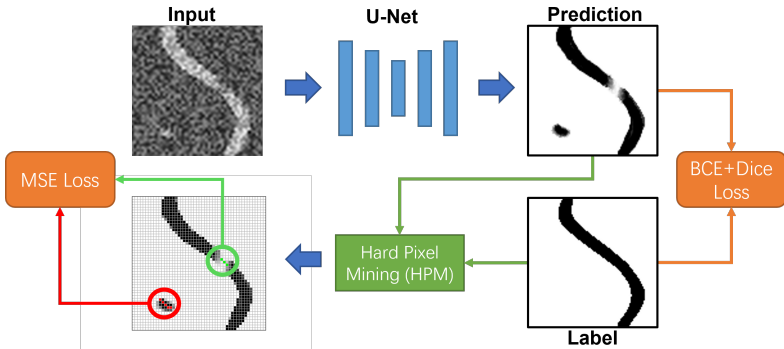 Input
U-Net
Prediction
MSE Loss
BCE+Dice
Loss
Hard Pixel
Mining (HPM)
Label